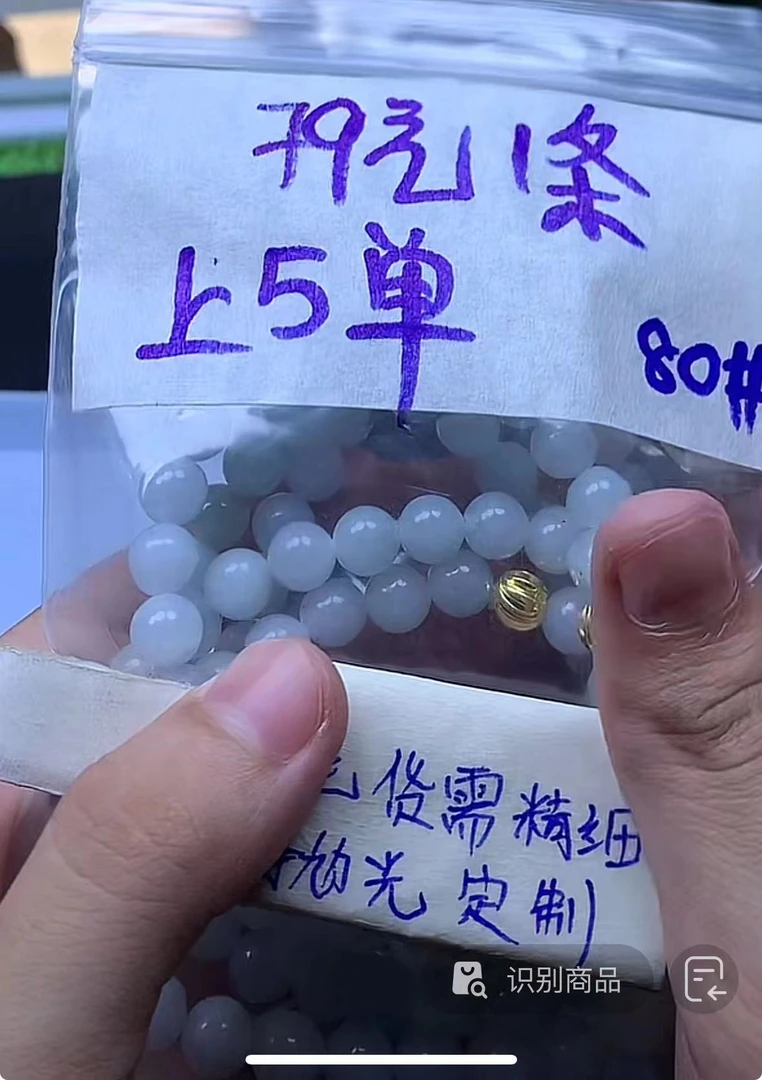 79元1条
上5单
80#
货需精细
抛光定制
识别商品